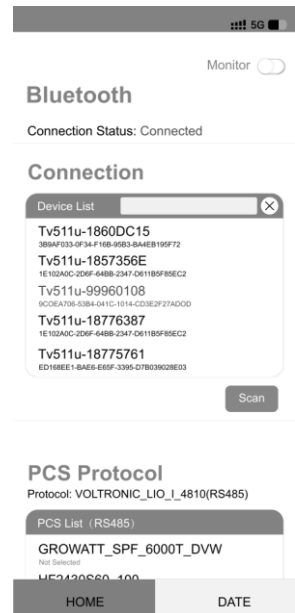 5G
Monitor
Bluetooth
Connection Status: Connected
Connection
Device List
Tv511u-1860DC15
3B9AF033-0F34-F16B-95B3-BA4EB195F72
Tv511u-1857356E
1E102A0C-2D6F-64BB-2347-D611B5F85EC2
Tv511u-99960108
9COEA706-53B4-041C-1014-CD3E2F27ADOD
Tv511u-18776387
1E102A0C-2D6F-64BB-2347-D611B5F85EC2
Tv511u-18775761
ED168EE1-BAE6-E65F-3395-D7B039028E03
Scan
PCS Protocol
Protocol: VOLTRONIC_LIO_I_4810(RS485)
PCS List（RS485）
GROWATT_SPF_6000T_DVW
Not Selected
HF2430S60_100
HOME DATE